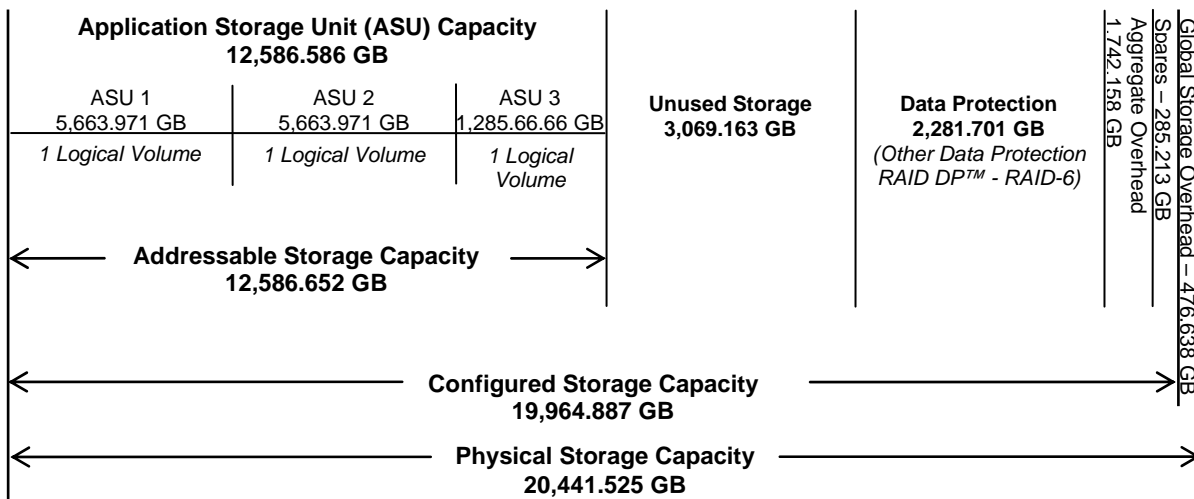 Application Storage Unit (ASU) Capacity
12,586.586 GB
ASU 1
5,663.971 GB
1 Logical Volume
ASU 2
5,663.971 GB
1 Logical Volume
ASU 3
1,285.66.66 GB
1 Logical
Volume
Unused Storage
3,069.163 GB
Data Protection
2,281.701 GB
(Other Data Protection
RAID DP™ - RAID-6)
Aggregate Overhead
1.742.158 GB
Spares – 285.213 GB
Global Storage Overhead – 476.638 GB
Addressable Storage Capacity
12,586.652 GB
Configured Storage Capacity
19,964.887 GB
Physical Storage Capacity
20,441.525 GB